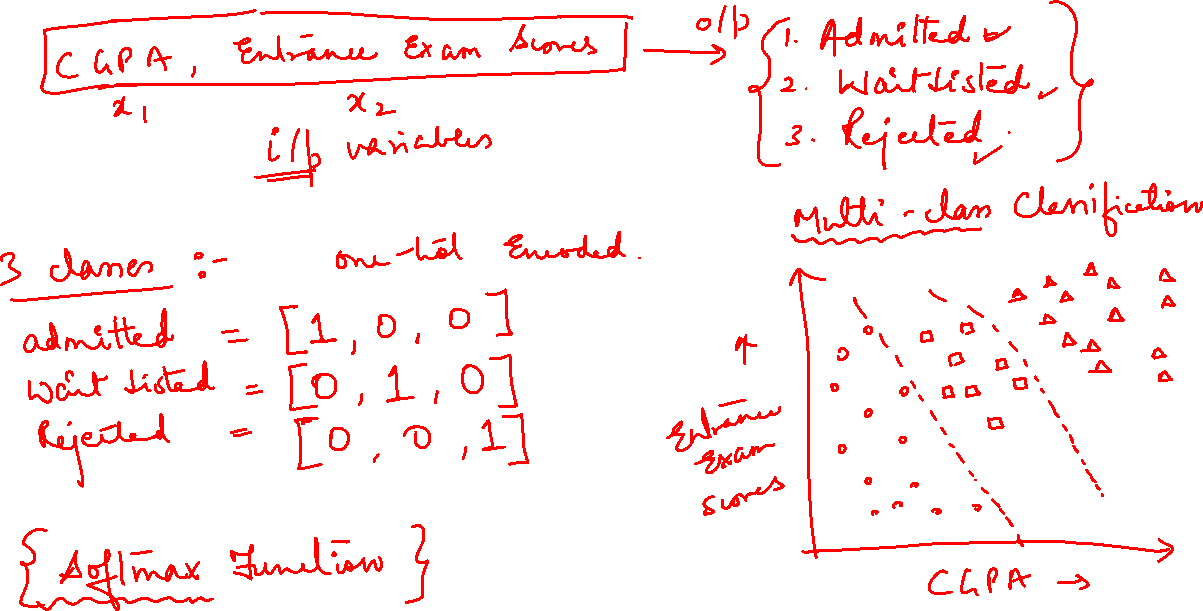 CGPA, Entrance Exam Scores → o/p
x1 x2
i/p variables
1. Admitted
2. Wait Listed
3. Rejected
Multi-class Classification
3 classes :- one-hot Encoded.
admitted = [1, 0, 0]
Wait Listed = [0, 1, 0]
Rejected = [0, 0, 1]
{Softmax Function}
Entrance
Exam
Scores
CGPA →